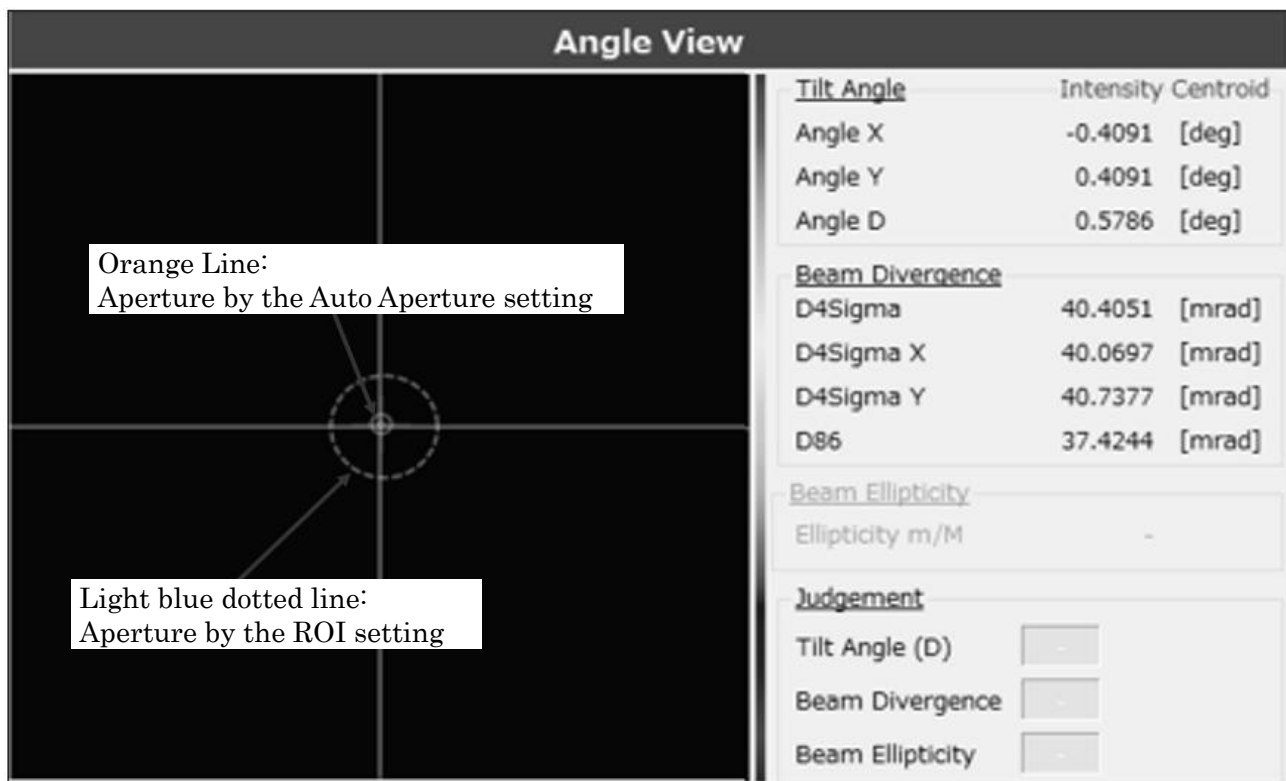 Angle View
Orange Line:
Aperture by the Auto Aperture setting
Light blue dotted line:
Aperture by the ROI setting
Tilt Angle Intensity Centroid
Angle X -0.4091 [deg]
Angle Y 0.4091 [deg]
Angle D 0.5786 [deg]
Beam Divergence
D4Sigma 40.4051 [mrad]
D4Sigma X 40.0697 [mrad]
D4Sigma Y 40.7377 [mrad]
D86 37.4244 [mrad]
Beam Ellipticity
Ellipticity m/M -
Judgement
Tilt Angle (D) -
Beam Divergence -
Beam Ellipticity -